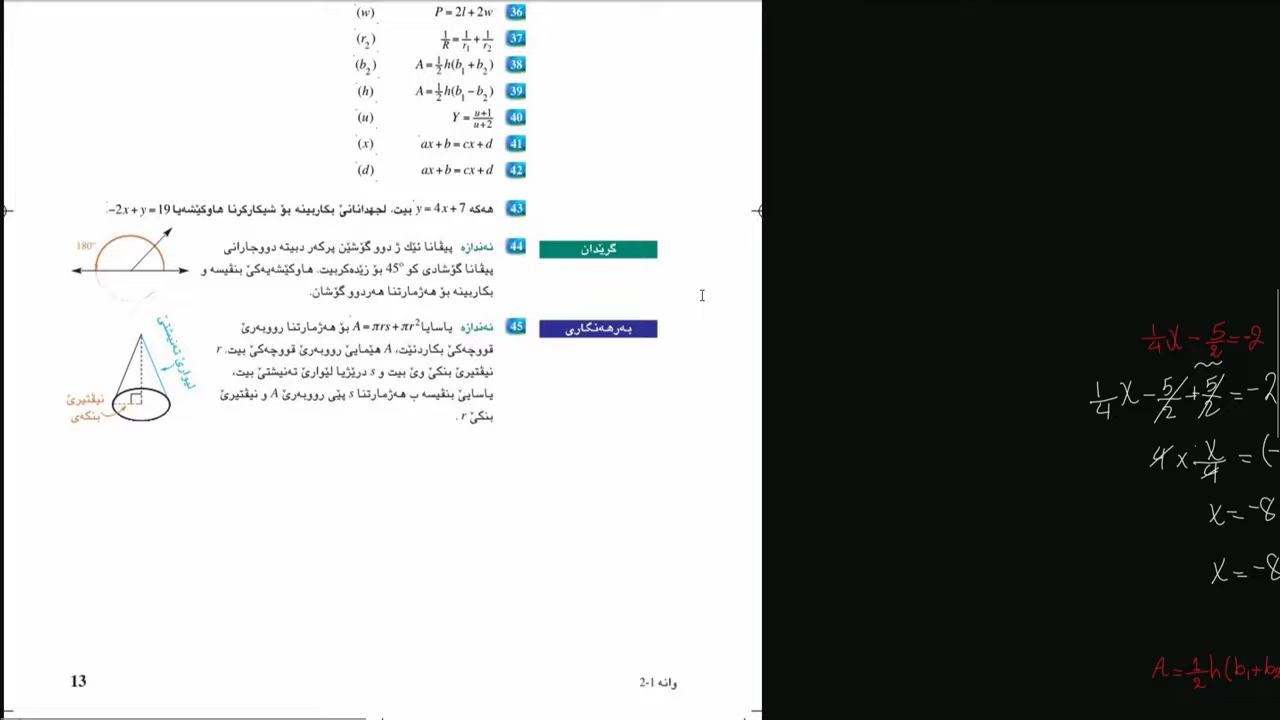 36 P = 2l + 2w (w)
37 1/R = 1/r₁ + 1/r₂ (r₂)
38 A = ½h(b₁ + b₂) (b₂)
39 A = ½h(b₁ − b₂) (h)
40 Y = u+1/u+2 (u)
41 ax + b = cx + d (x)
42 ax + b = cx + d (d)
43 هەکە y = 4x + 7 بیت، لجهدانانێ بکاربینە بۆ شیکارکرنا هاوکێشەیا −2x + y = 19.
گرێدان
44 ئەندازە پیڤانا ئێك ژ دوو گۆشێن پرکەر دبیتە دووجارانی
پیڤانا گۆشادی کو 45° بۆ زێدەکربیت. هاوکێشەیەکێ بنڤیسە و
بکاربینە بۆ هەژمارتنا هەردوو گۆشان.
180°
بەرهەنگاری
45 ئەندازە یاسایا A = πrs + πr² بۆ هەژمارتنا رووبەرێ
قووچەکێ بکاردئێت، A هێمایێ رووبەرێ قووچەکێ بیت. r
نیڤتیرێ بنکێ وێ بیت و s درێژیا لێوارێ تەنیشتێ بیت،
یاسایێ بنڤیسە ب هەژمارتنا s پێی رووبەرێ A و نیڤتیرێ
بنکێ r .
لیوارێ تەنیشتێ
نیڤتیرێ
بنکەی
وانە 1-2
13
1/4 x − 5/2 = −2
1/4 x − 5/2 + 5/2 = −2
4 × x/4 = (−
x = −8
x = −8
A = 1/2 h(b₁ + b₂